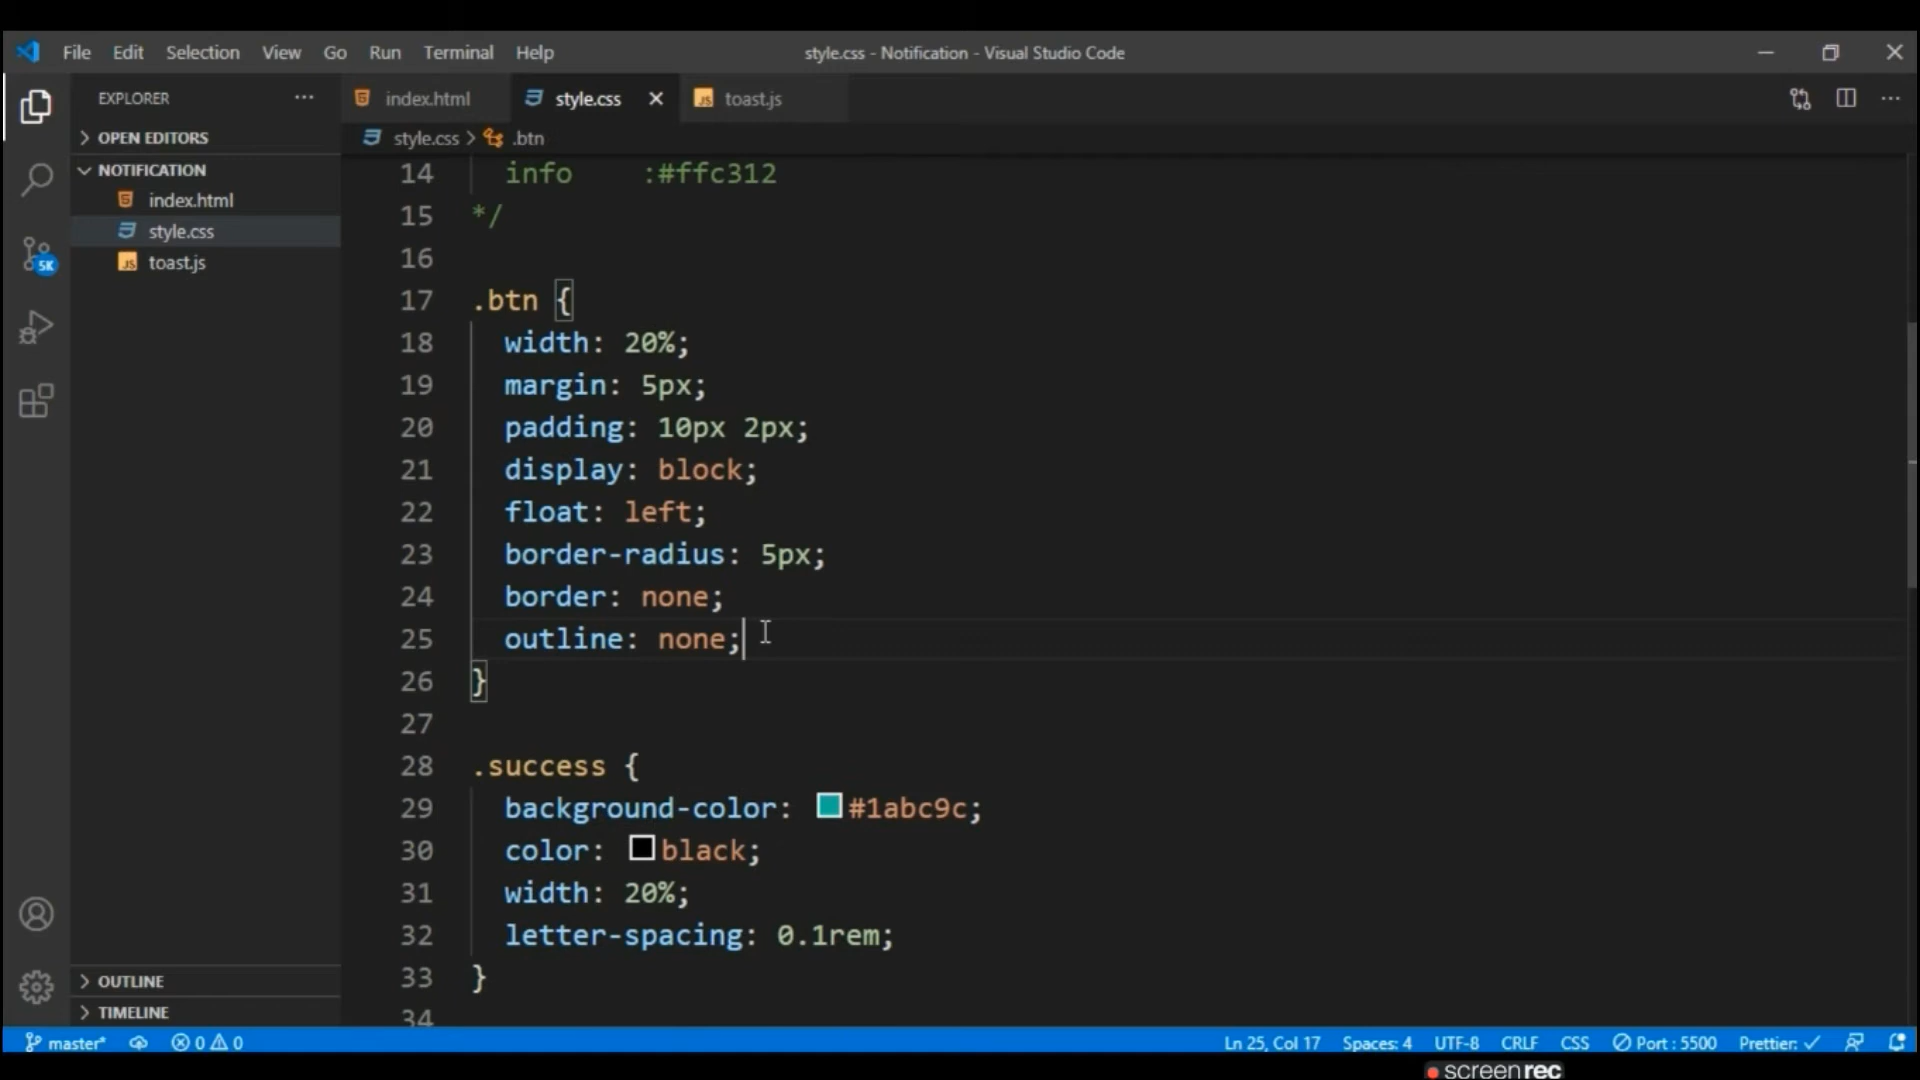 File Edit Selection View Go Run Terminal Help
style.css - Notification - Visual Studio Code
EXPLORER
index.html
style.css
toast.js
OPEN EDITORS
style.css > .btn
NOTIFICATION
index.html
style.css
toast.js
5K
14 info :#ffc312
15 */
16
17 .btn {
18 width: 20%;
19 margin: 5px;
20 padding: 10px 2px;
21 display: block;
22 float: left;
23 border-radius: 5px;
24 border: none;
25 outline: none;
26 }
27
28 .success {
29 background-color: #1abc9c;
30 color: black;
31 width: 20%;
32 letter-spacing: 0.1rem;
33 }
34
OUTLINE
TIMELINE
master* 0 0 Ln 25, Col 17 Spaces: 4 UTF-8 CRLF CSS Port : 5500 Prettier: ✓
screenrec